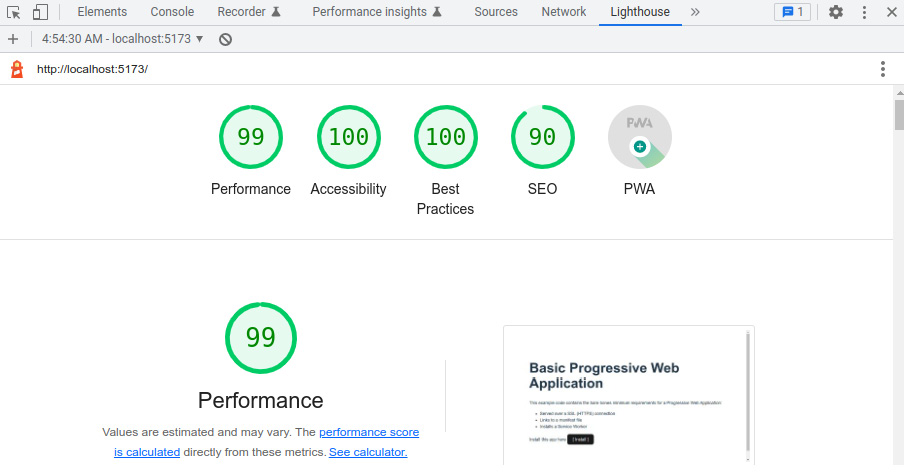 Elements Console Recorder Performance insights Sources Network Lighthouse » 1
4:54:30 AM - localhost:5173
http://localhost:5173/
99 100 100 90 PWA
Performance Accessibility Best Practices SEO PWA
99
Performance
Values are estimated and may vary. The performance score
is calculated directly from these metrics. See calculator.
Basic Progressive Web
Application
This example code contains the bare bones minimum requirements for a Progressive Web Application:
Served over a SSL (HTTPS) connection
Links to a manifest file
Installs a Service Worker
Install this app here: [ Install ]